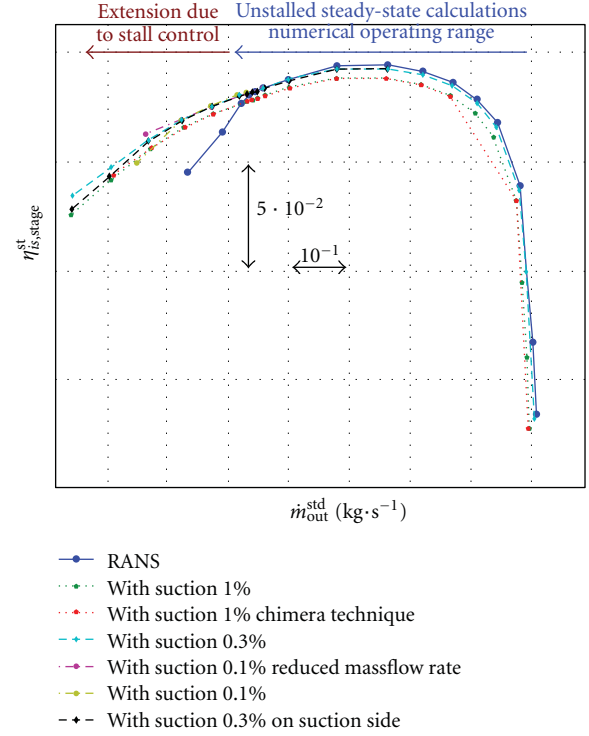 Extension due
to stall control
Unstalled steady-state calculations
numerical operating range
5 · 10⁻²
10⁻¹
η^st_is,stage
ṁ^std_out (kg·s⁻¹)
RANS
With suction 1%
With suction 1% chimera technique
With suction 0.3%
With suction 0.1% reduced massflow rate
With suction 0.1%
With suction 0.3% on suction side